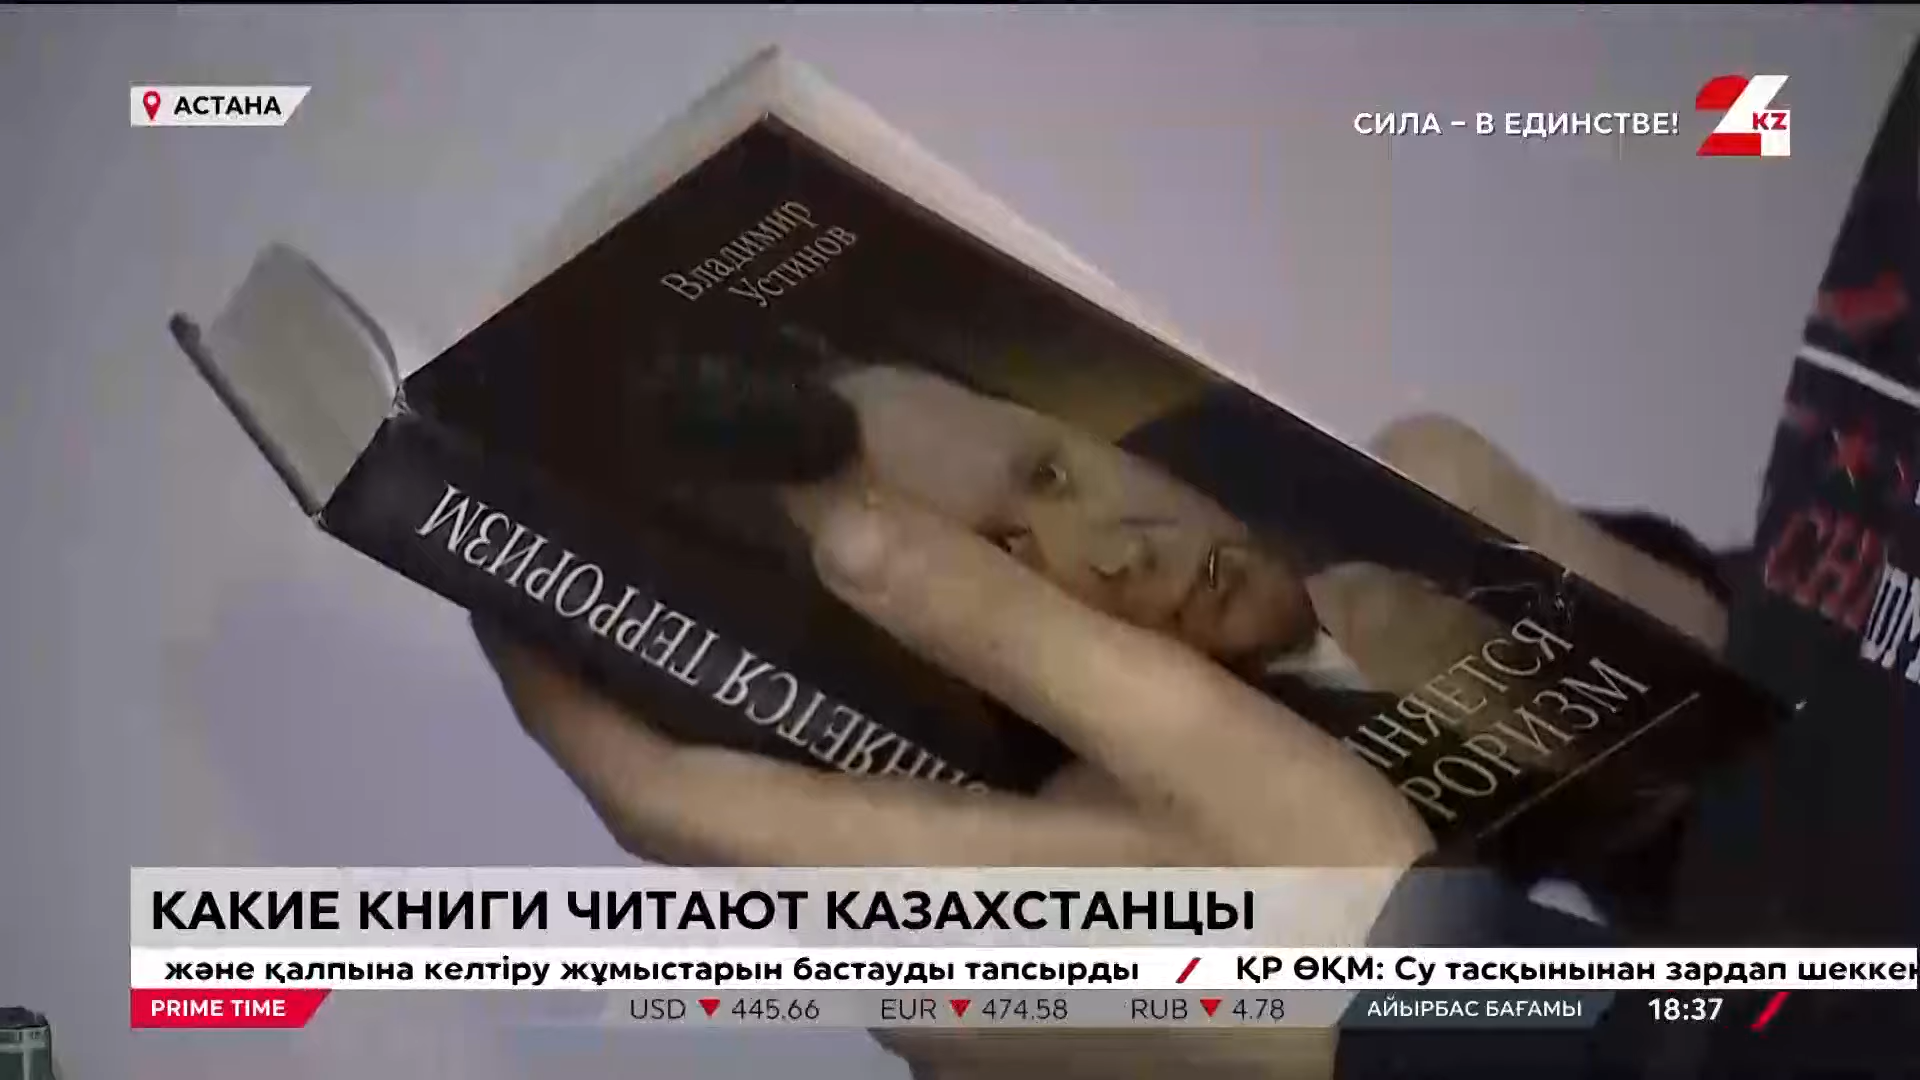 АСТАНА
СИЛА – В ЕДИНСТВЕ!
24 KZ
Владимир
Устинов
ТЕРРОРИЗМ
КАКИЕ КНИГИ ЧИТАЮТ КАЗАХСТАНЦЫ
және қалпына келтіру жұмыстарын бастауды тапсырды / ҚР ӨҚМ: Су тасқынынан зардап шеккен
PRIME TIME
USD ▼ 445.66 EUR ▼ 474.58 RUB ▼ 4.78 АЙЫРБАС БАҒАМЫ 18:37